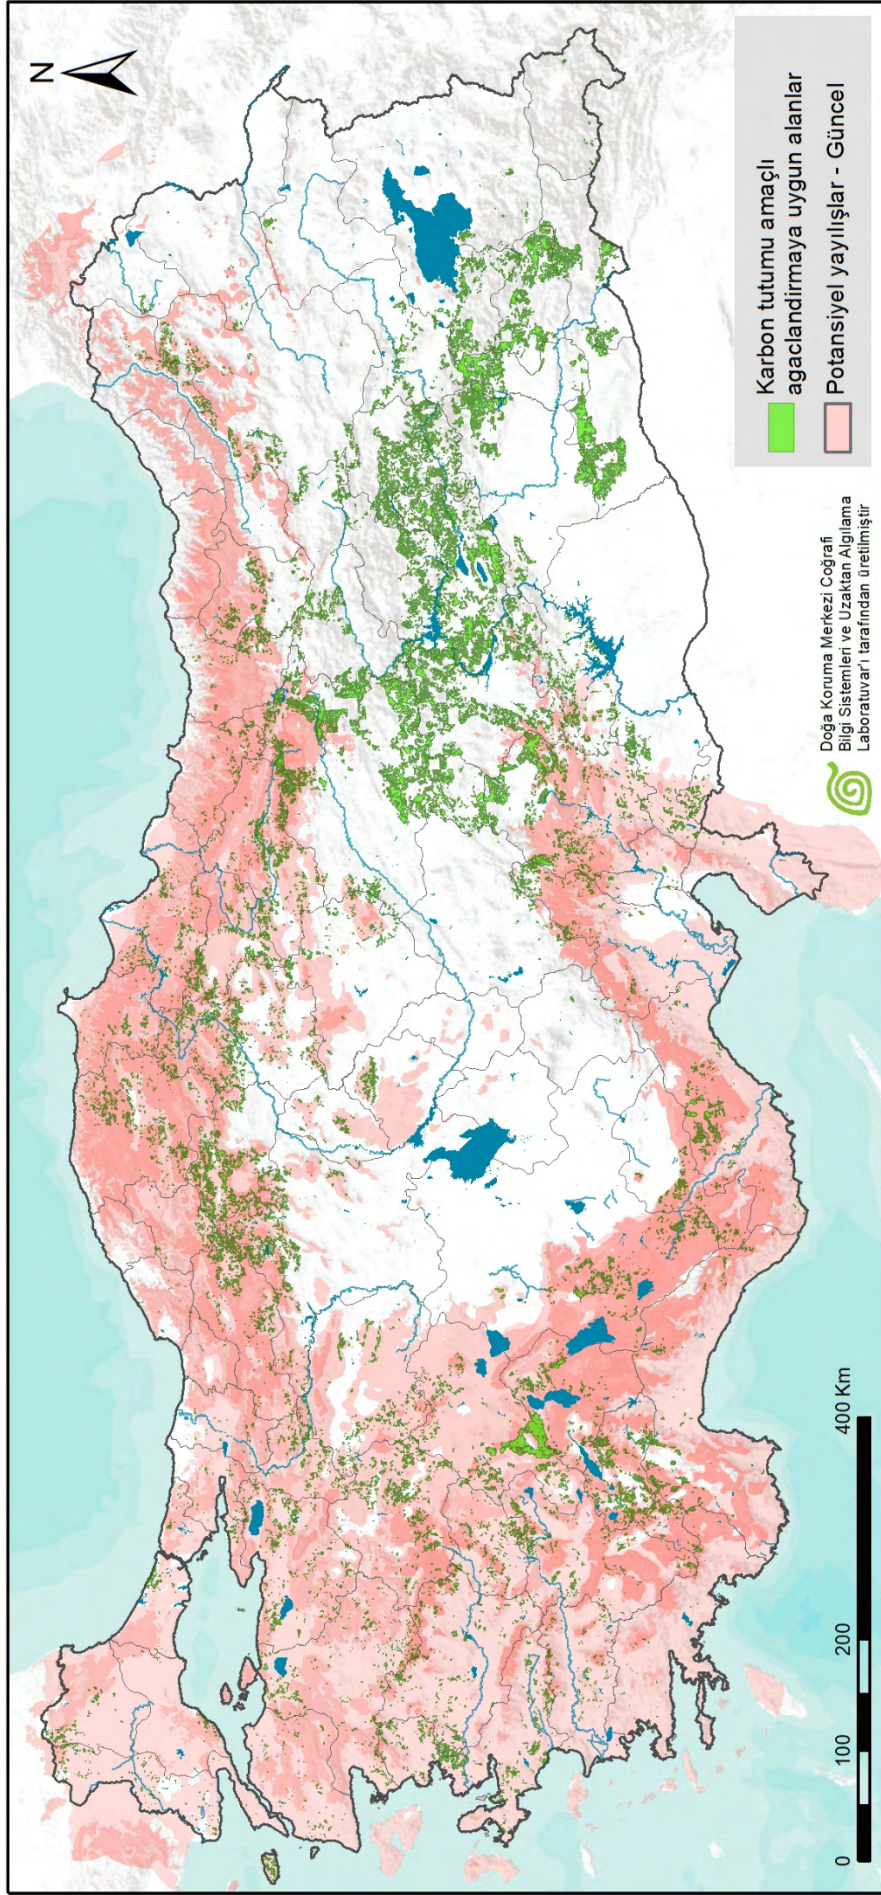 N
Karbon tutumu amaçlı
agaclandirmaya uygun alanlar
Potansiyel yayılışlar - Güncel
Doğa Koruma Merkezi Coğrafi
Bilgi Sistemleri ve Uzaktan Algılama
Laboratuvar'ı tarafından üretilmiştir
0 100 200 400 Km